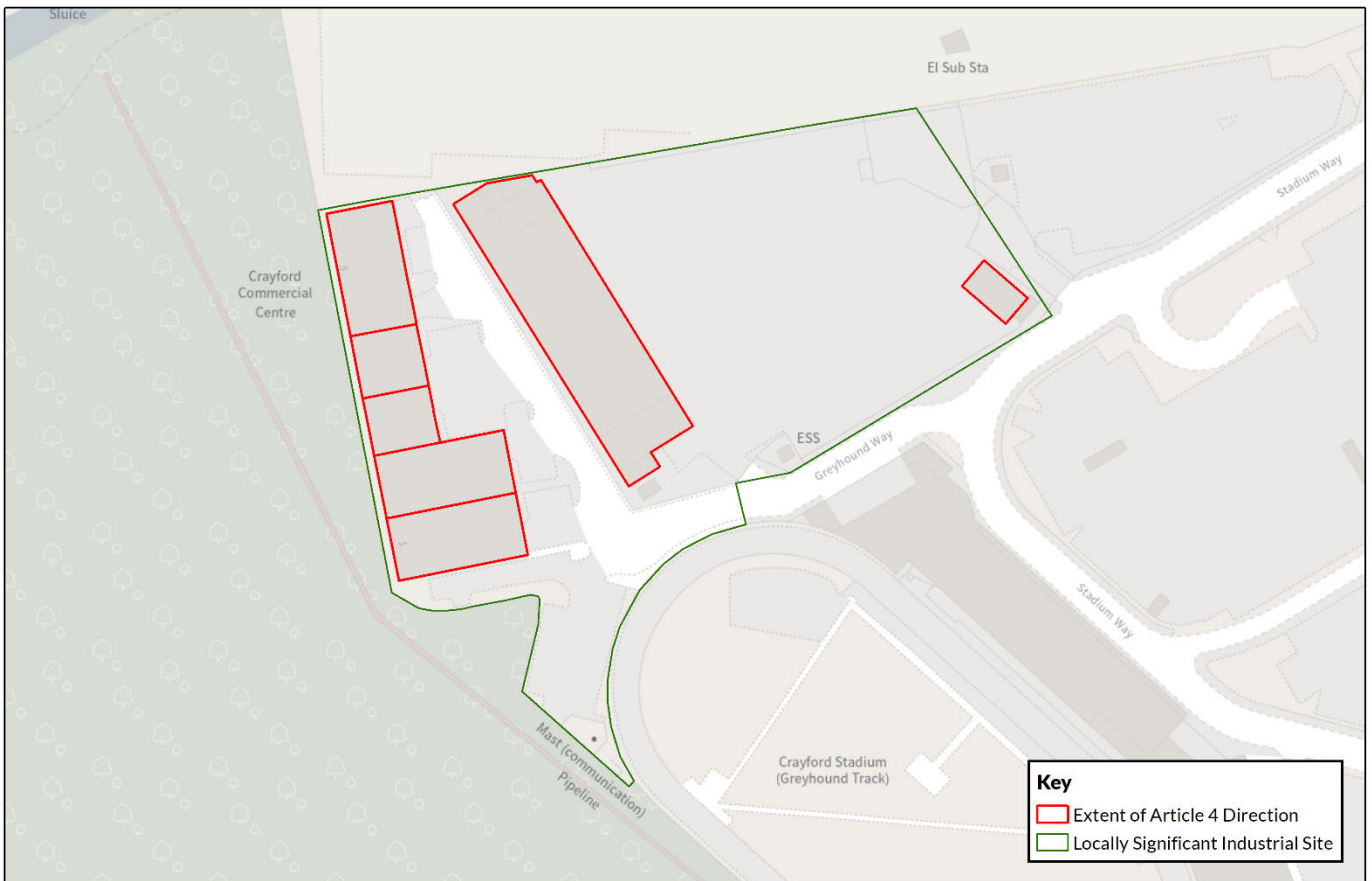 Sluice
El Sub Sta
Stadium Way
Crayford
Commercial
Centre
ESS
Greyhound Way
Stadium Way
Mast (communication)
Pipeline
Crayford Stadium
(Greyhound Track)
Key
Extent of Article 4 Direction
Locally Significant Industrial Site